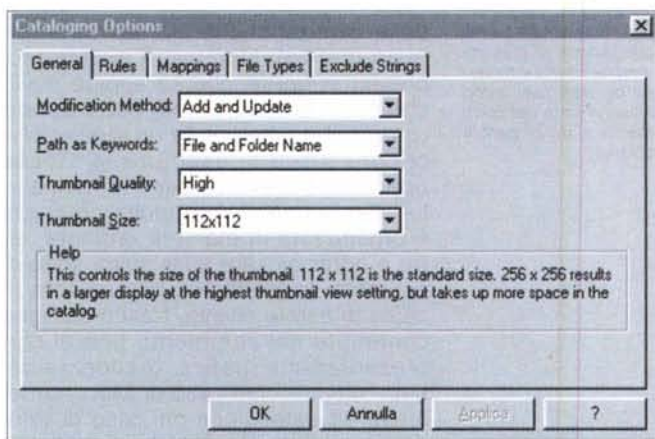 Cataloging Options
General Rules Mappings File Types Exclude Strings
Modification Method: Add and Update
Path as Keywords: File and Folder Name
Thumbnail Quality: High
Thumbnail Size: 112x112
Help
This controls the size of the thumbnail. 112 x 112 is the standard size. 256 x 256 results
in a larger display at the highest thumbnail view setting, but takes up more space in the
catalog.
OK Annulla Applica ?